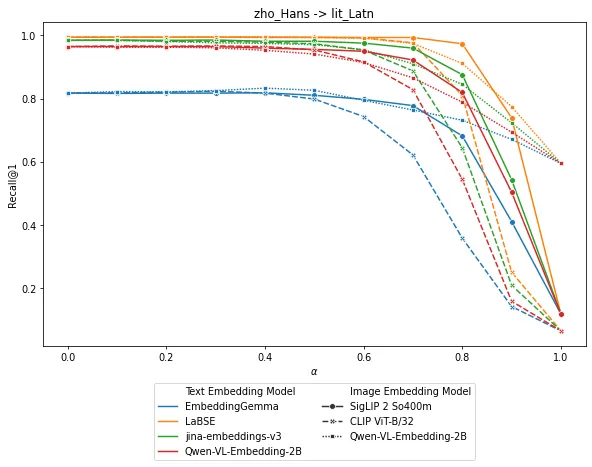 zho_Hans -> lit_Latn
1.0
0.8
0.6
0.4
0.2
Recall@1
0.0 0.2 0.4 0.6 0.8 1.0
α
Text Embedding Model
EmbeddingGemma
LaBSE
jina-embeddings-v3
Qwen-VL-Embedding-2B
Image Embedding Model
SigLIP 2 So400m
CLIP ViT-B/32
Qwen-VL-Embedding-2B